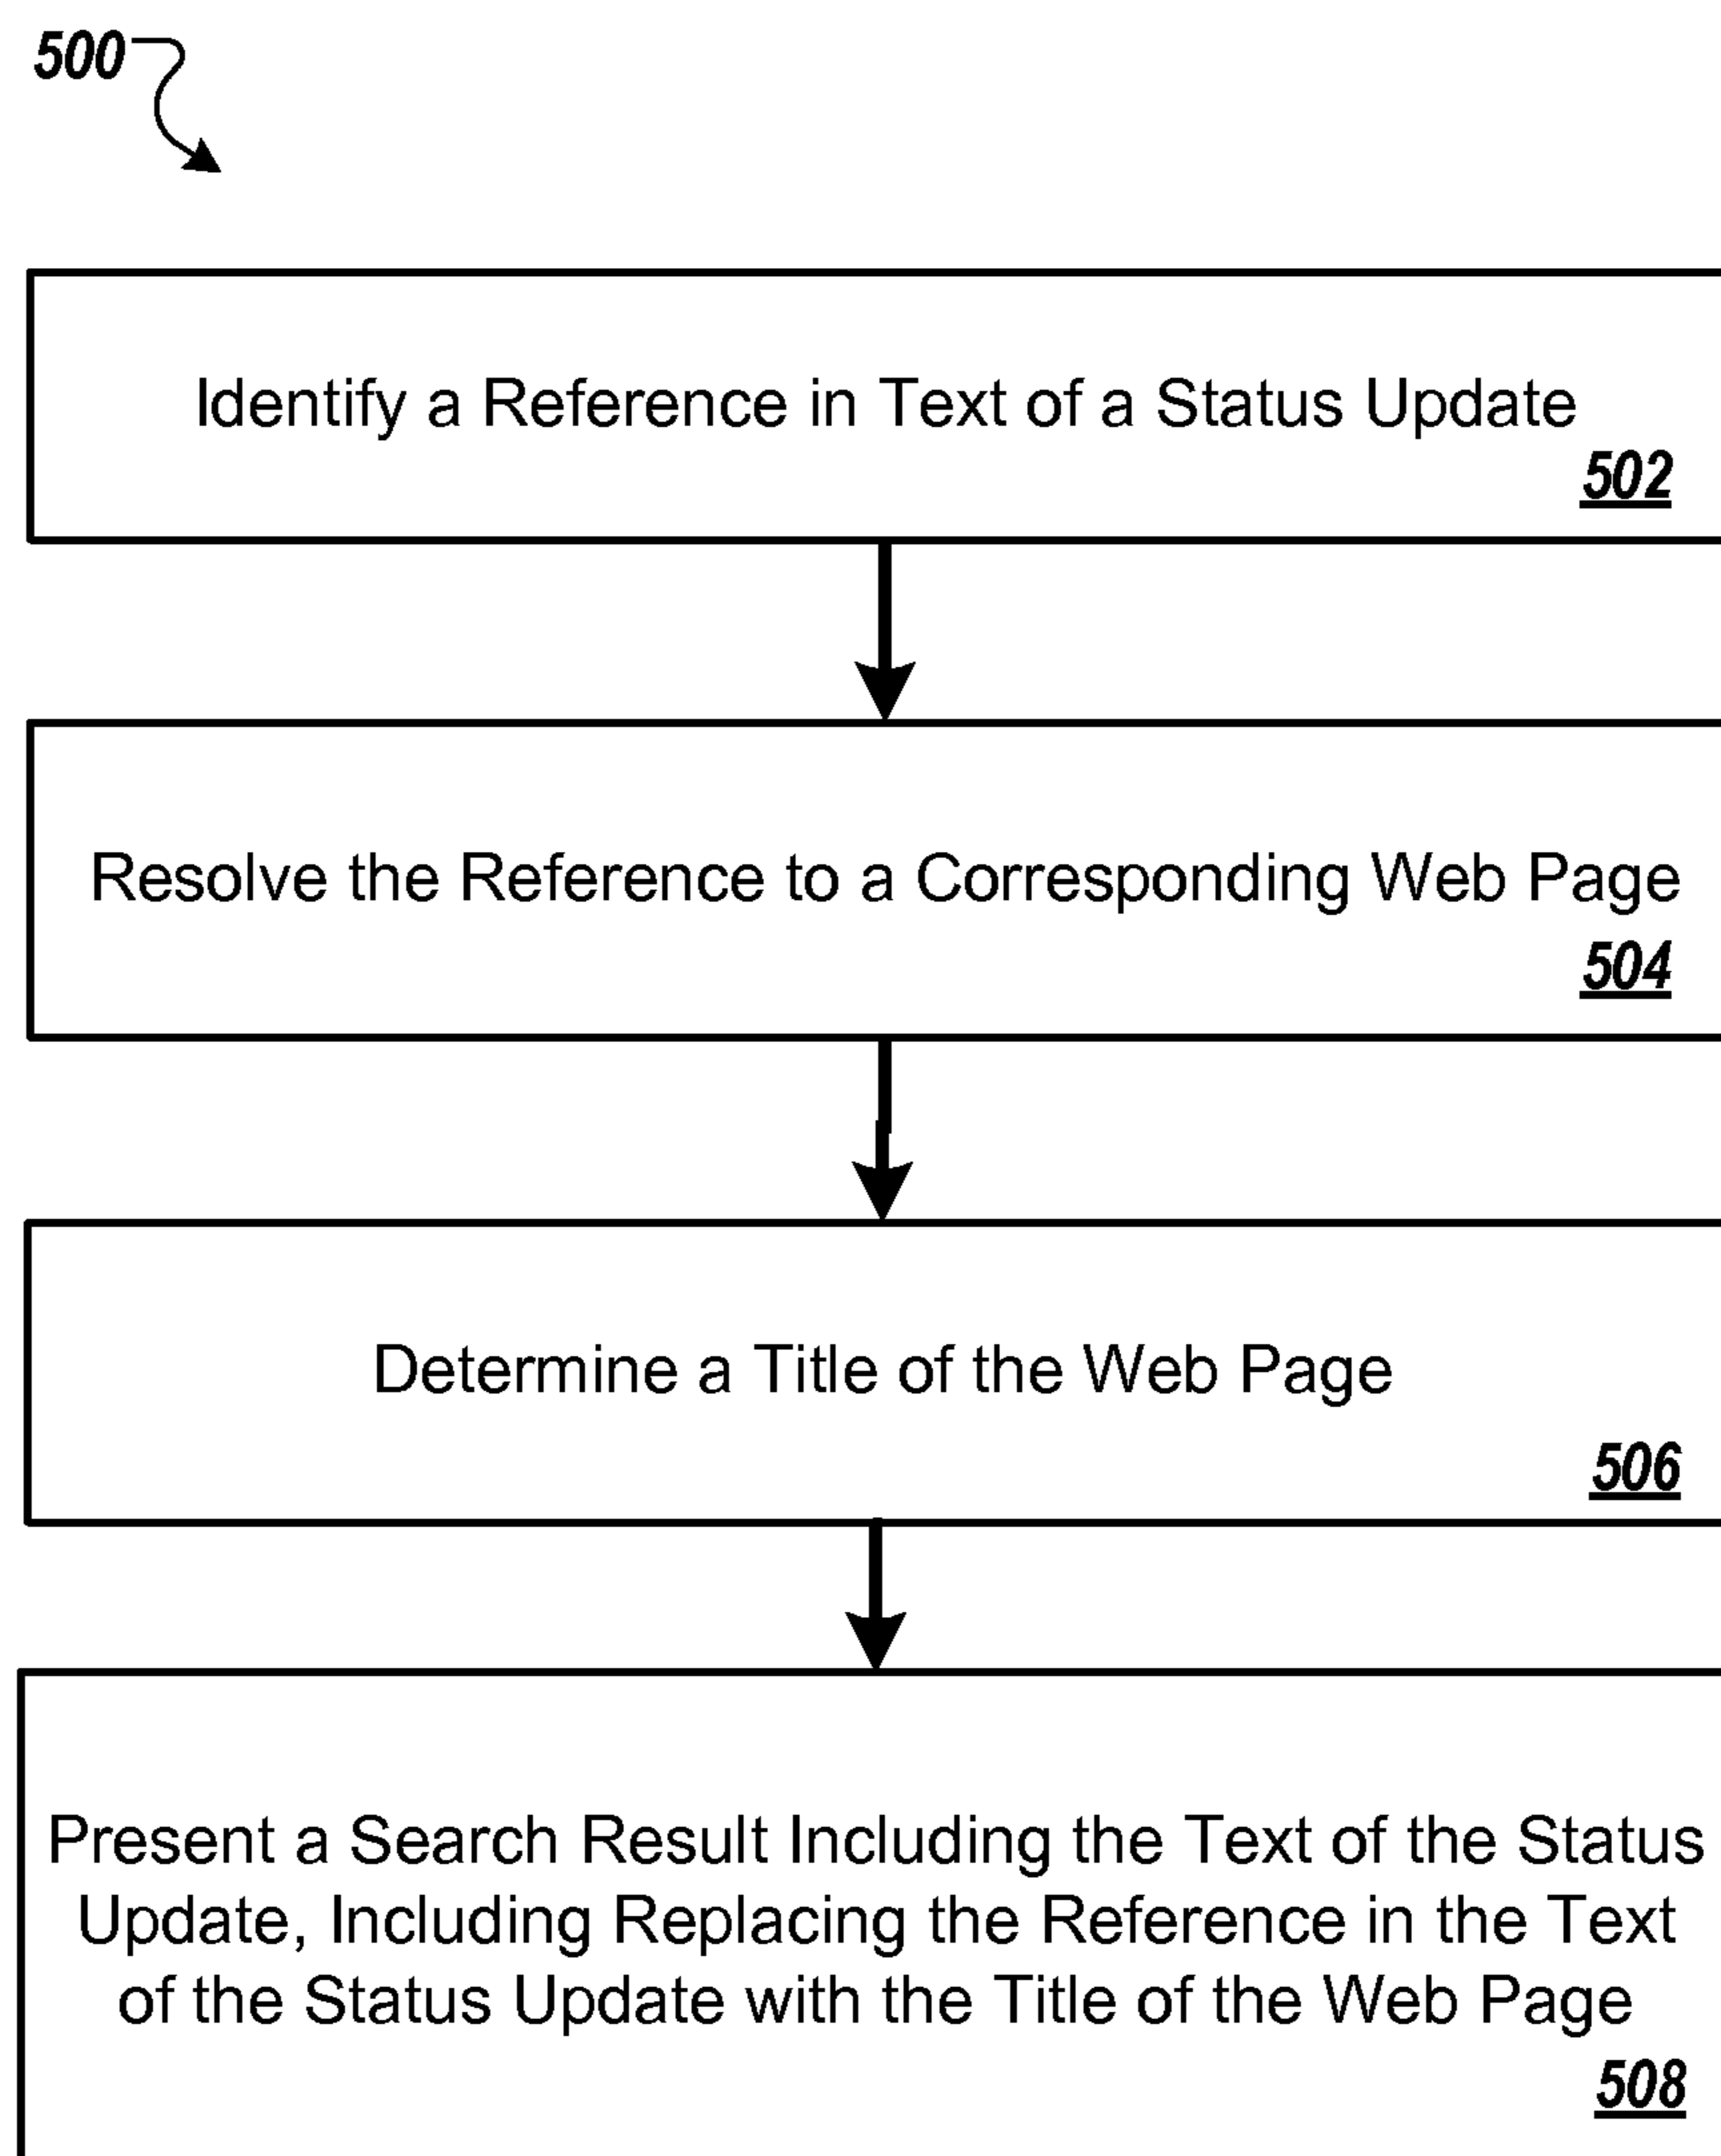 500
Identify a Reference in Text of a Status Update
502
Resolve the Reference to a Corresponding Web Page
504
Determine a Title of the Web Page
506
Present a Search Result Including the Text of the Status
Update, Including Replacing the Reference in the Text
of the Status Update with the Title of the Web Page
508